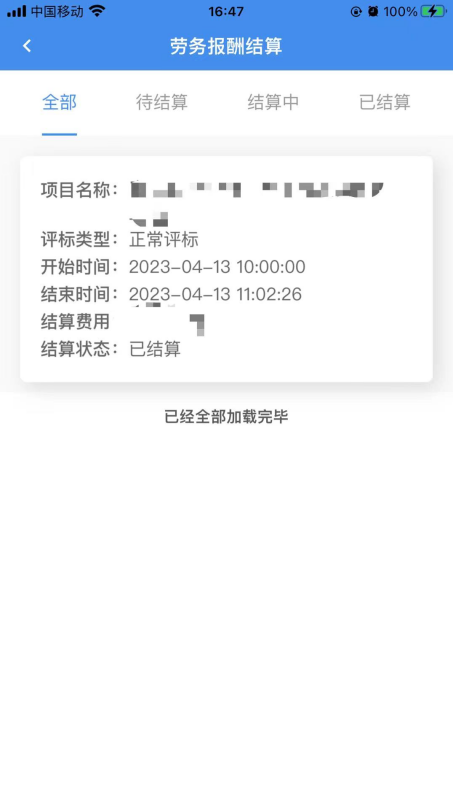 中国移动 16:47 100%
劳务报酬结算
全部 待结算 结算中 已结算
项目名称：
评标类型：正常评标
开始时间：2023-04-13 10:00:00
结束时间：2023-04-13 11:02:26
结算费用
结算状态：已结算
已经全部加载完毕